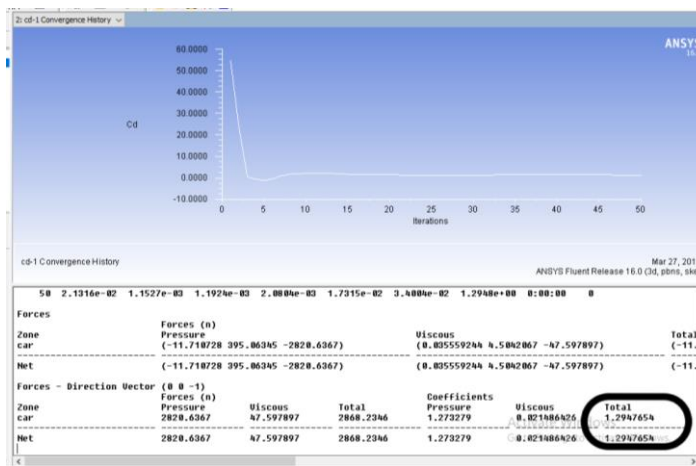 2: cd-1 Convergence History
ANSYS
60.0000
50.0000
40.0000
30.0000
20.0000
10.0000
0.0000
-10.0000
Cd
0 5 10 15 20 25 30 35 40 45 50
Iterations
cd-1 Convergence History
Mar 27, 201
ANSYS Fluent Release 16.0 (3d, pbns, ske
50 2.1316e-02 1.1527e-03 1.1924e-03 2.0804e-03 1.7315e-02 3.4004e-02 1.2948e+00 0:00:00 0
Forces
Forces (n)
Zone Pressure Viscous Total
car (-11.710728 395.06345 -2820.6367) (0.035559244 4.5042067 -47.597897) (-11.
Net (-11.710728 395.06345 -2820.6367) (0.035559244 4.5042067 -47.597897) (-11.
Forces - Direction Vector (0 0 -1)
Forces (n) Coefficients
Zone Pressure Viscous Total Pressure Viscous Total
car 2820.6367 47.597897 2868.2346 1.273279 0.021486426 1.2947654
Net 2820.6367 47.597897 2868.2346 1.273279 0.021486426 1.2947654